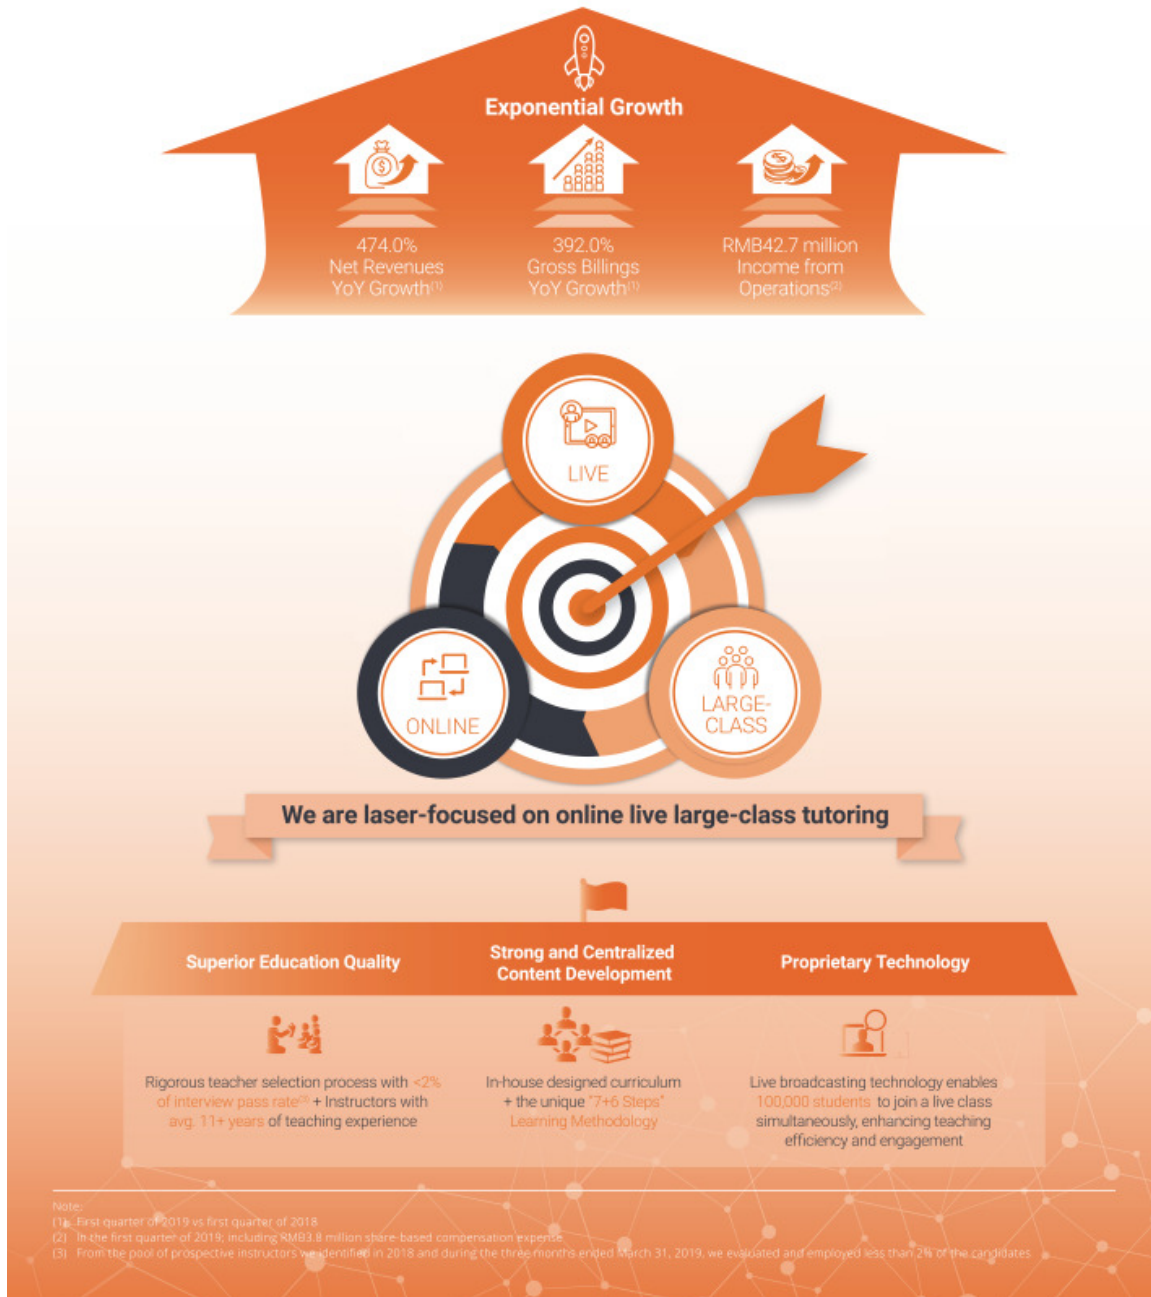 Exponential Growth
474.0%
Net Revenues
YoY Growth(1)
392.0%
Gross Billings
YoY Growth(1)
RMB42.7 million
Income from
Operations(2)
LIVE
ONLINE
LARGE-
CLASS
We are laser-focused on online live large-class tutoring
Superior Education Quality
Strong and Centralized
Content Development
Proprietary Technology
Rigorous teacher selection process with <2%
of interview pass rate(3) + Instructors with
avg. 11+ years of teaching experience
In-house designed curriculum
+ the unique "7+6 Steps"
Learning Methodology
Live broadcasting technology enables
100,000 students to join a live class
simultaneously, enhancing teaching
efficiency and engagement
Note:
(1) First quarter of 2019 vs first quarter of 2018
(2) In the first quarter of 2019; including RMB3.8 million share-based compensation expense
(3) From the pool of prospective instructors we identified in 2018 and during the three months ended March 31, 2019, we evaluated and employed less than 2% of the candidates